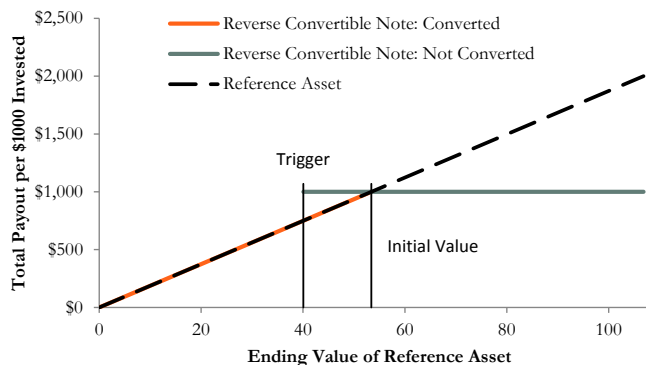 Total Payout per $1000 Invested
$2,500
$2,000
$1,500
$1,000
$500
$0
Reverse Convertible Note: Converted
Reverse Convertible Note: Not Converted
Reference Asset
Trigger
Initial Value
0 20 40 60 80 100
Ending Value of Reference Asset